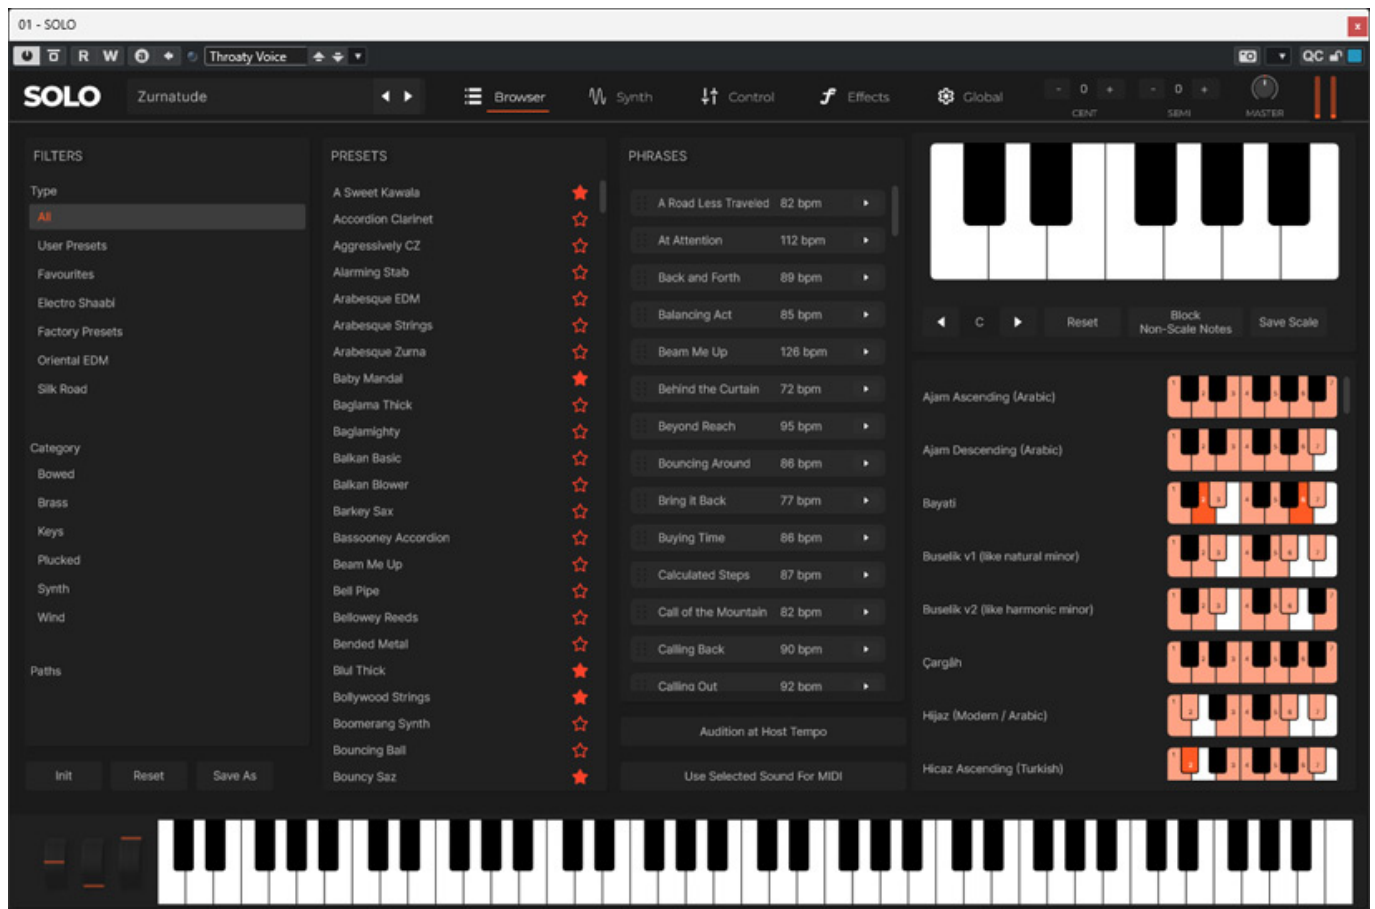 01 - SOLO
x
R W a Throaty Voice QC
SOLO Zurnatude Browser Synth Control Effects Global - 0 + - 0 +
CENT SEMI MASTER
FILTERS
Type
All
User Presets
Favourites
Electro Shaabi
Factory Presets
Oriental EDM
Silk Road
Category
Bowed
Brass
Keys
Plucked
Synth
Wind
Paths
Init Reset Save As
PRESETS
A Sweet Kawala
Accordion Clarinet
Aggressively CZ
Alarming Stab
Arabesque EDM
Arabesque Strings
Arabesque Zurna
Baby Mandal
Baglama Thick
Baglamighty
Balkan Basic
Balkan Blower
Barkey Sax
Bassooney Accordion
Beam Me Up
Bell Pipe
Bellowey Reeds
Bended Metal
Blul Thick
Bollywood Strings
Boomerang Synth
Bouncing Ball
Bouncy Saz
PHRASES
A Road Less Traveled 82 bpm
At Attention 112 bpm
Back and Forth 89 bpm
Balancing Act 85 bpm
Beam Me Up 126 bpm
Behind the Curtain 72 bpm
Beyond Reach 95 bpm
Bouncing Around 86 bpm
Bring it Back 77 bpm
Buying Time 86 bpm
Calculated Steps 87 bpm
Call of the Mountain 82 bpm
Calling Back 90 bpm
Calling Out 92 bpm
Audition at Host Tempo
Use Selected Sound For MIDI
C Reset
Block
Non-Scale Notes
Save Scale
Ajam Ascending (Arabic)
Ajam Descending (Arabic)
Bayati
Buselik v1 (like natural minor)
Buselik v2 (like harmonic minor)
Çargâh
Hijaz (Modern / Arabic)
Hicaz Ascending (Turkish)